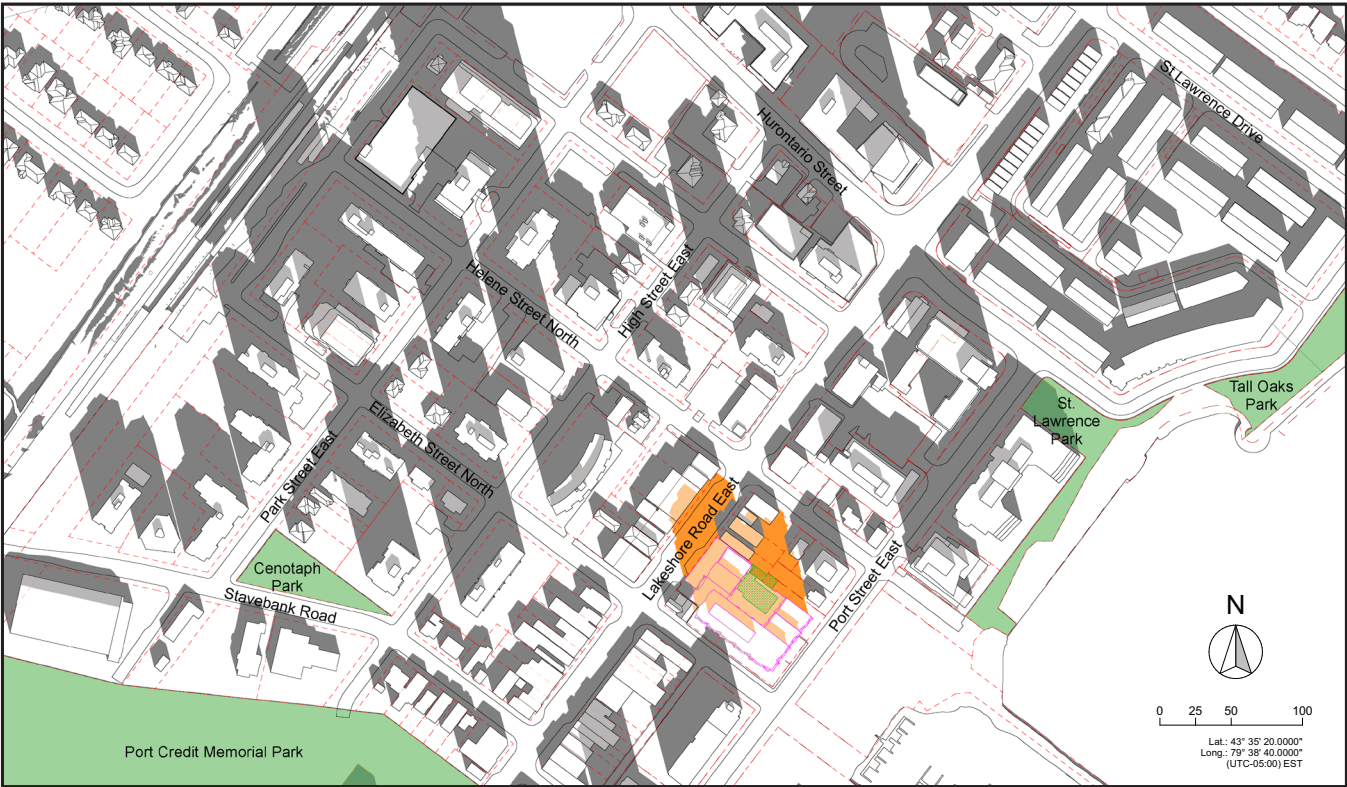 St. Lawrence Drive
Hurontario Street
High Street East
Helene Street North
Tall Oaks
Park
St.
Lawrence
Park
Elizabeth Street North
Park Street East
Lakeshore Road East
Port Street East
Cenotaph
Park
Stavebank Road
N
0 25 50 100
Lat.: 43° 35' 20.0000"
Long.: 79° 38' 40.0000"
(UTC-05:00) EST
Port Credit Memorial Park